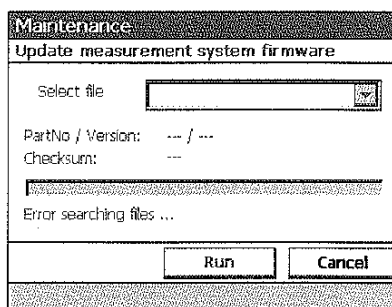 Maintenance
Update measurement system firmware
Select file
PartNo / Version: --- / ---
Checksum: ---
Error searching files ...
Run Cancel